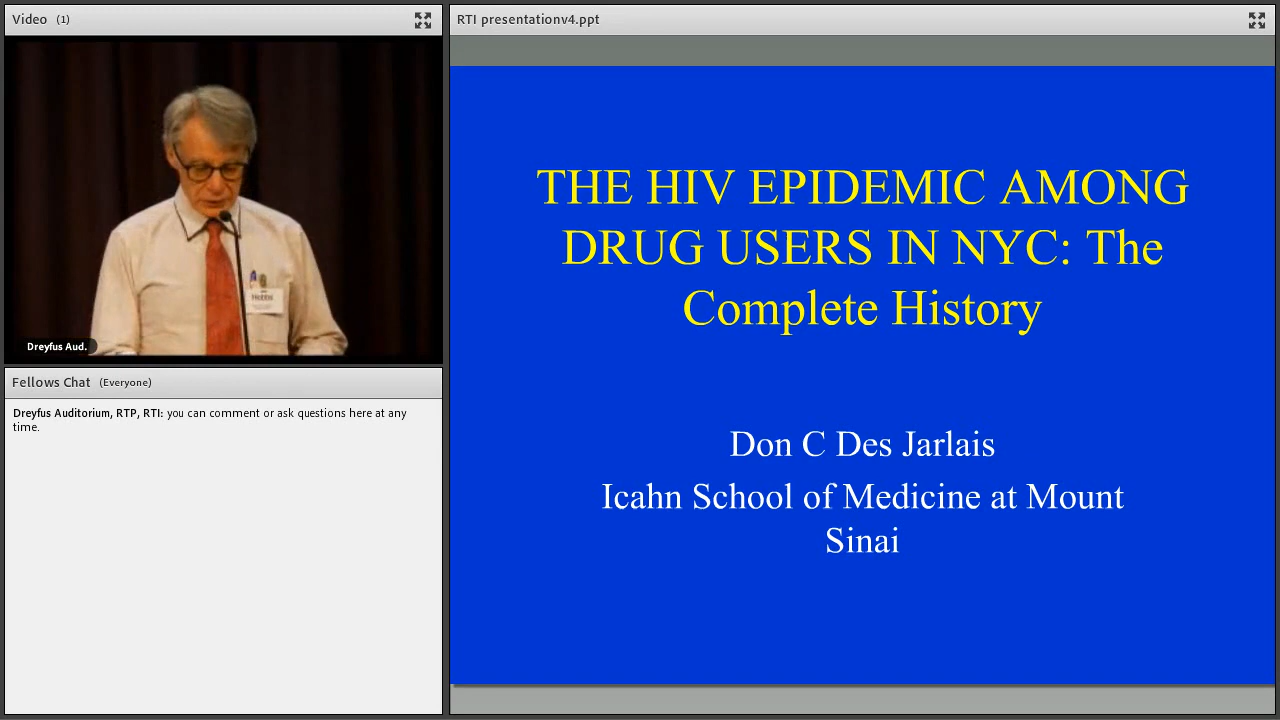 Video (1)
Dreyfus Aud.
Fellows Chat (Everyone)
Dreyfus Auditorium, RTP, RTI: you can comment or ask questions here at any
time.
RTI presentationv4.ppt
THE HIV EPIDEMIC AMONG
DRUG USERS IN NYC: The
Complete History
Don C Des Jarlais
Icahn School of Medicine at Mount
Sinai